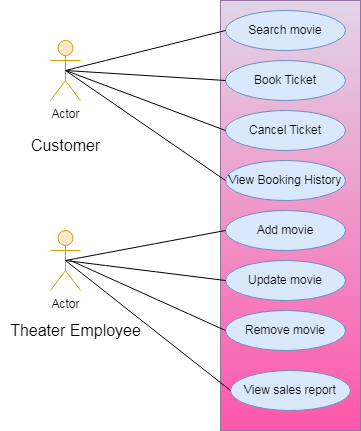 Search movie
Book Ticket
Actor
Cancel Ticket
Customer
View Booking History
Add movie
Update movie
Actor
Theater Employee
Remove movie
View sales report